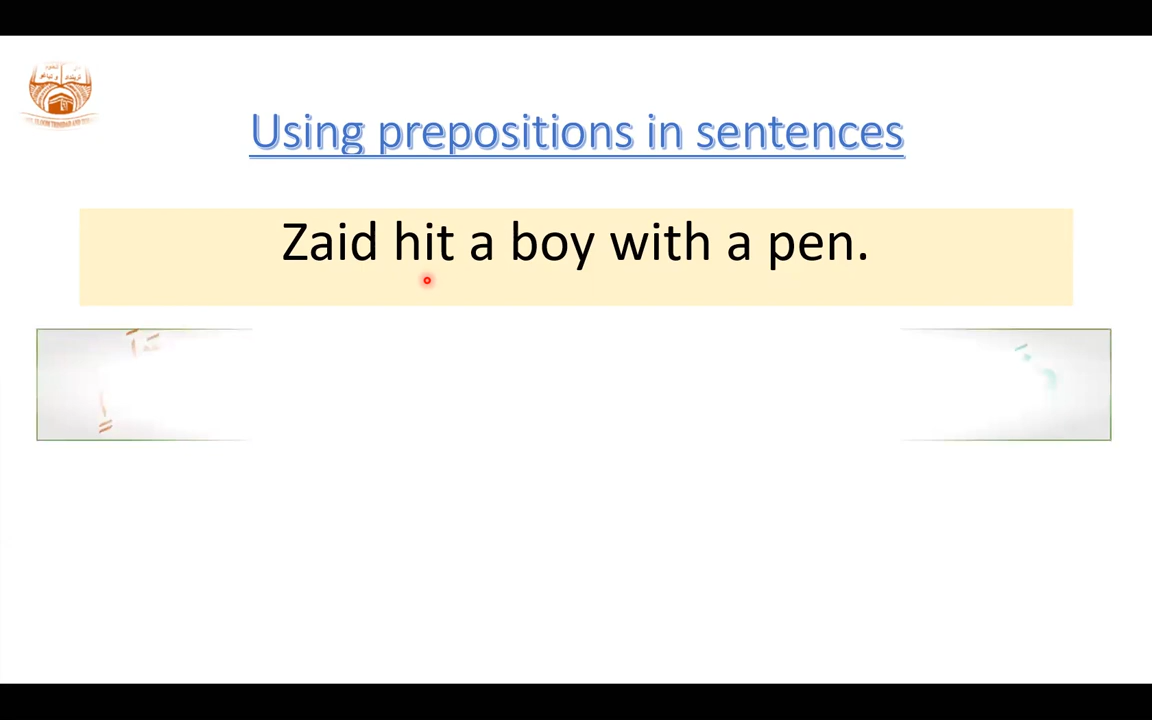 Using prepositions in sentences
Zaid hit a boy with a pen.